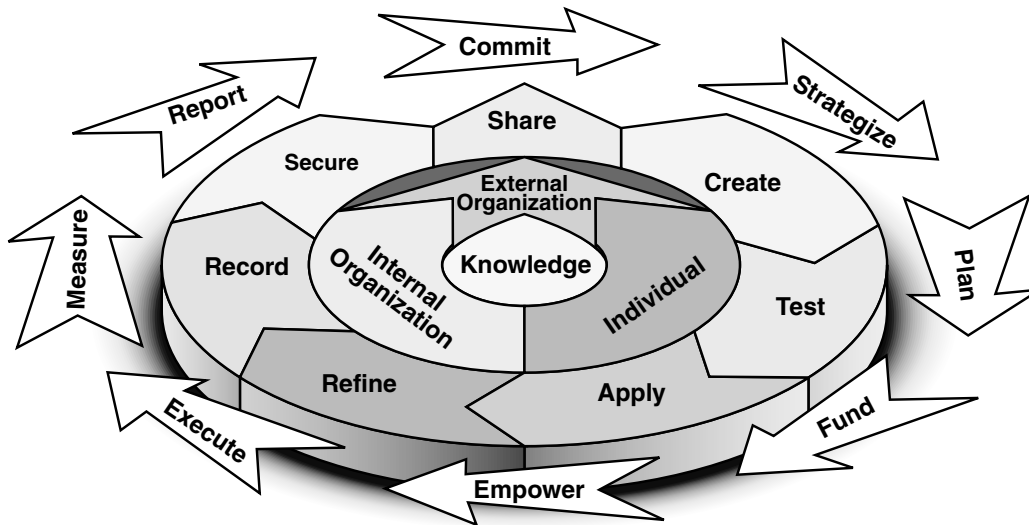 Commit
Strategize
Plan
Fund
Empower
Execute
Measure
Report
Share
Create
Test
Apply
Refine
Record
Secure
External
Organization
Individual
Internal
Organization
Knowledge